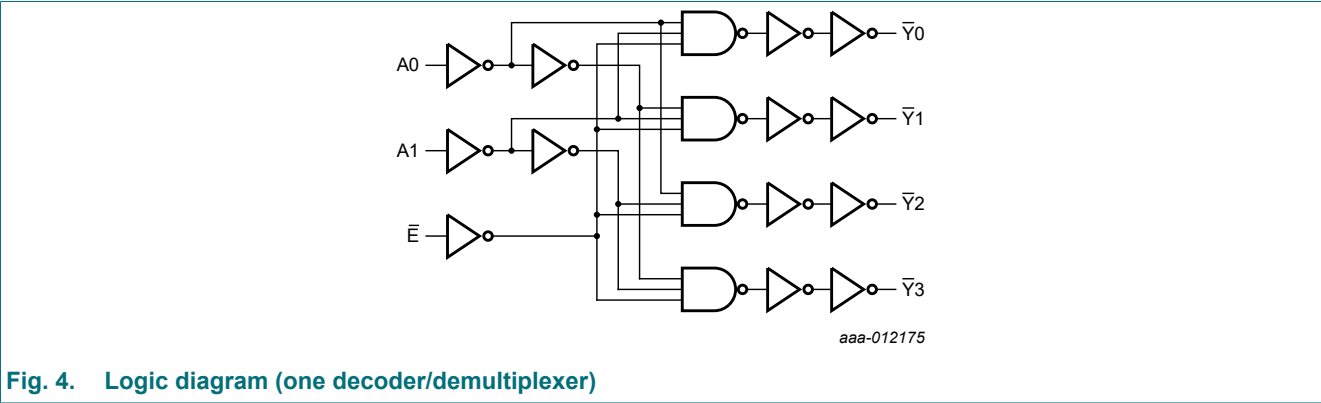 Y̅0
A0
Y̅1
A1
Y̅2
E̅
Y̅3
aaa-012175
Fig. 4. Logic diagram (one decoder/demultiplexer)